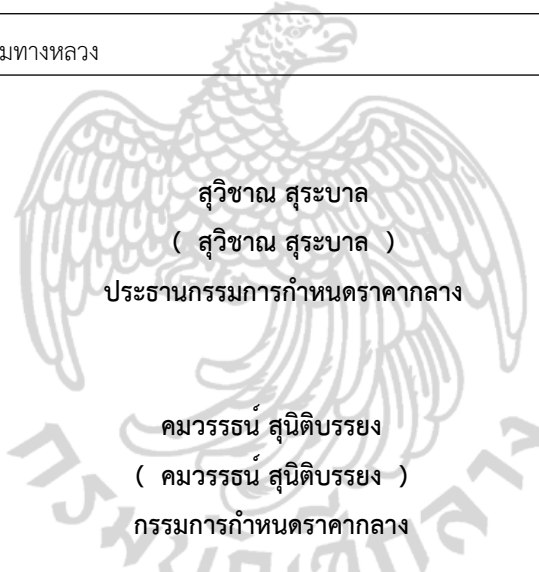 มทางหลวง
สุวิชาณ สุระบาล
( สุวิชาณ สุระบาล )
ประธานกรรมการกำหนดราคากลาง
คมวรรธน์ สุนิติบรรยง
( คมวรรธน์ สุนิติบรรยง )
กรรมการกำหนดราคากลาง